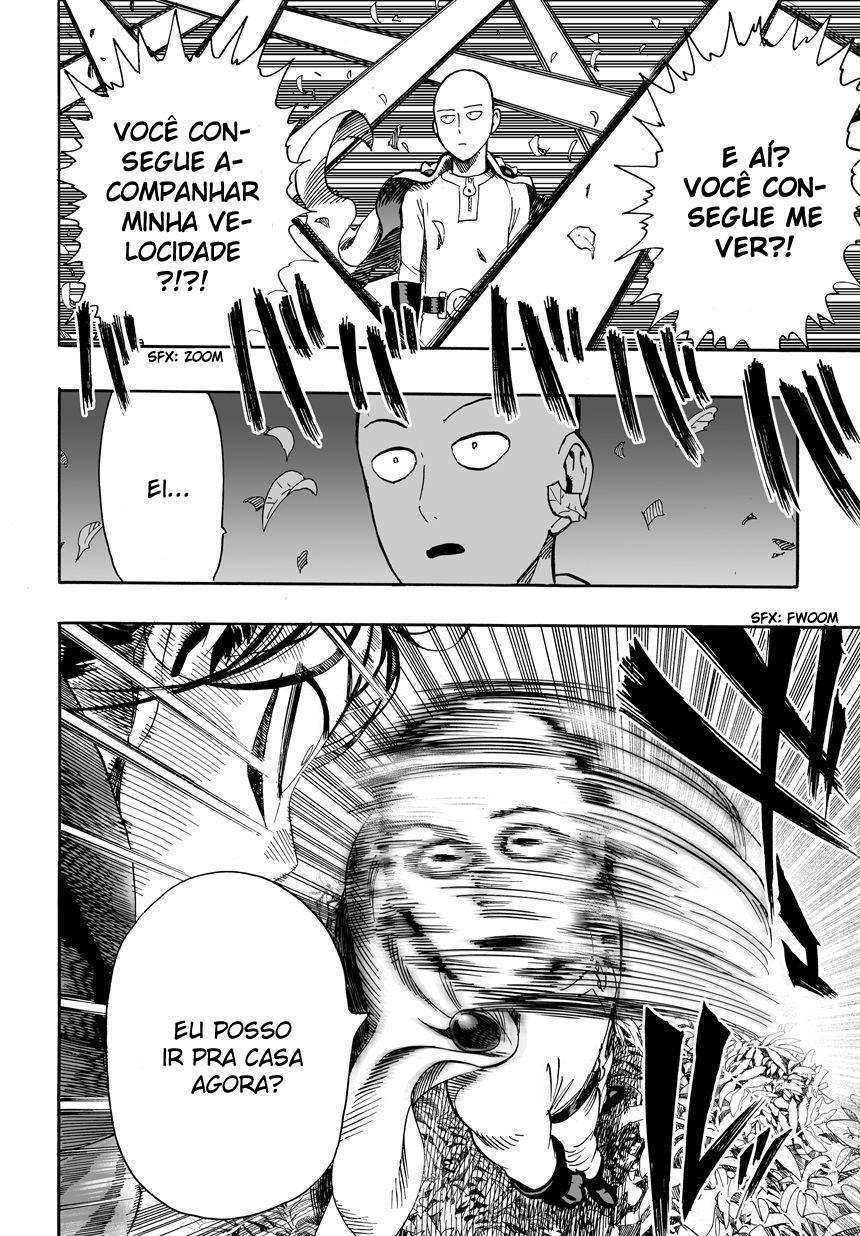 E AÍ?
VOCÊ CON-
SEGUE ME
VER?!
VOCÊ CON-
SEGUE A-
COMPANHAR
MINHA VE-
LOCIDADE
?!?!
SFX: ZOOM
EI...
SFX: FWOOM
EU POSSO
IR PRA CASA
AGORA?